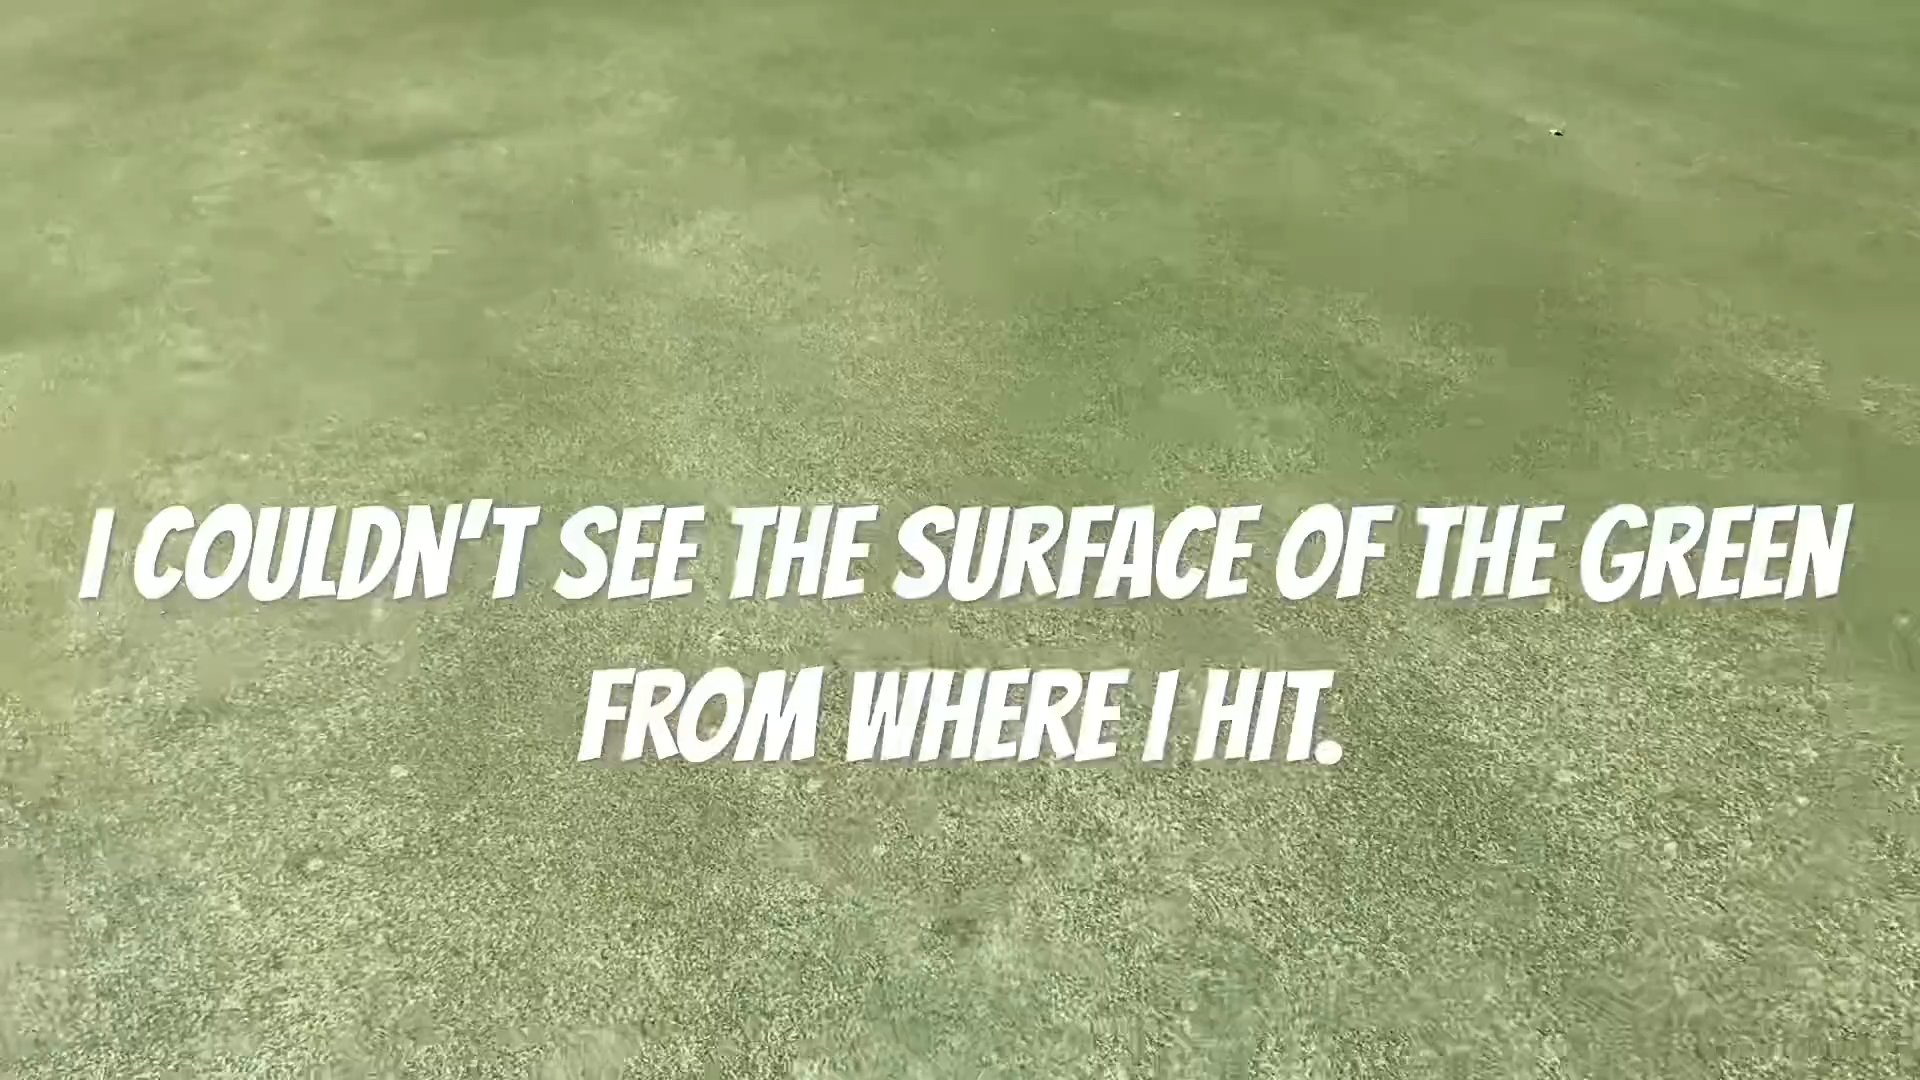 I COULDN'T SEE THE SURFACE OF THE GREEN
FROM WHERE I HIT.